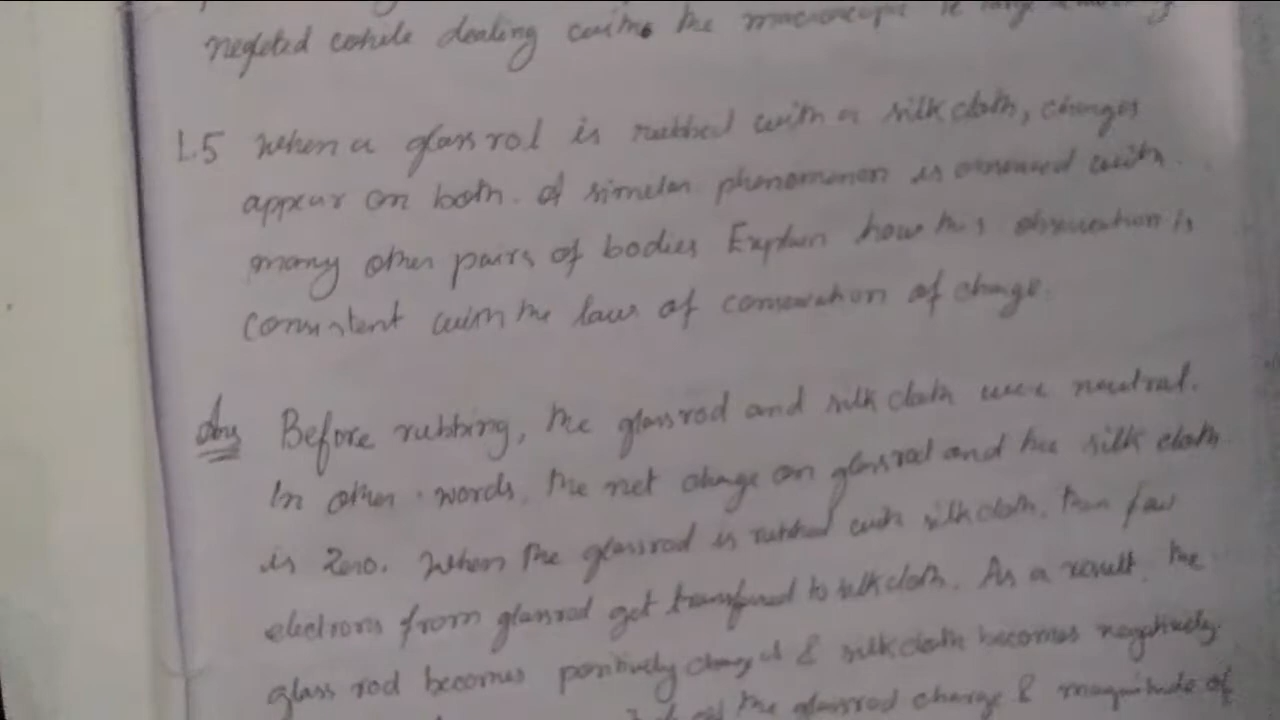 neglected while dealing with the macroscopic ie large
1.5 When a glass rod is rubbed with a silk cloth, charges
appear on both. A similar phenomenon is observed with
many other pairs of bodies Explain how this observation is
consistent with the law of conservation of charge.
Ans Before rubbing, the glass rod and silk cloth were neutral.
In other words, the net charge on glass rod and the silk cloth
is Zero. When the glass rod is rubbed with silk cloth, then few
electrons from glass rod get transferred to silk cloth. As a result, the
glass rod becomes positively charged & silk cloth becomes negatively
the glass rod charge & magnitude of